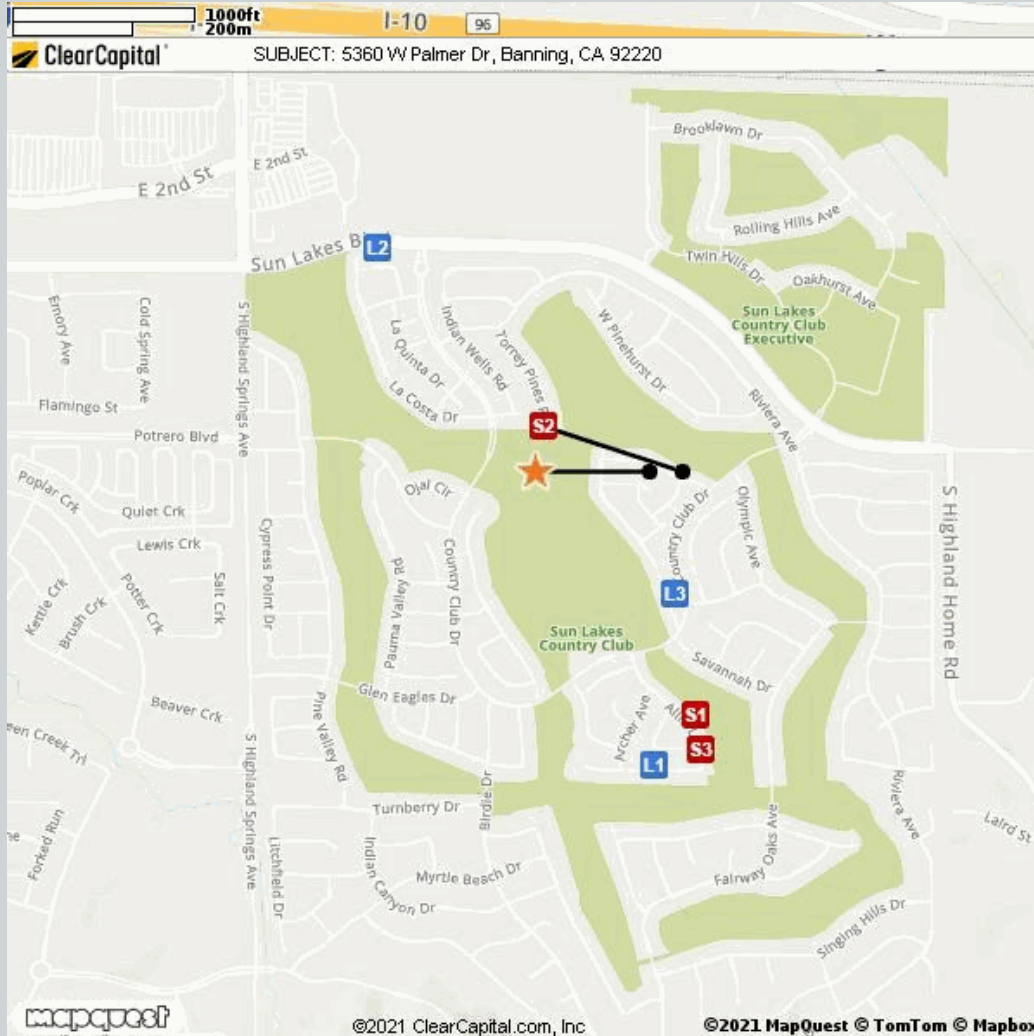 1000ft
200m
I-10
96
ClearCapital
SUBJECT: 5360 W Palmer Dr, Banning, CA 92220
Brooklawn Dr
E 2nd St
E 2nd St
Rolling Hills Ave
Sun Lakes
L2
Twin Hills Dr
Oakhurst Ave
Emory Ave
Cold Spring Ave
S Highland Springs Ave
La Quinta Dr
Indian Wells Rd
Torrey Pines
W Pinehurst Dr
Sun Lakes
Country Club
Executive
Flamingo St
La Costa Dr
Riviera Ave
S2
Potrero Blvd
Poplar Crk
Ojai Cir
Quiet Crk
Country Club Dr
Olympic Ave
S Highland Home Rd
Lewis Crk
Cypress Point Dr
Kettle Crk
Brush Crk
Potter Crk
Salt Crk
Pauma Valley Rd
Country Club Dr
L3
Sun Lakes
Country Club
Savannah Dr
Glen Eagles Dr
Beaver Crk
Pine Valley Rd
Archer Ave
S1
S3
L1
een Creek Trl
S Highland Springs Ave
Turnberry Dr
Birdie Dr
Riviera Ave
Laird St
Forked Run
Litchfield Dr
Indian Canyon Dr
Myrtle Beach Dr
Fairway Oaks Ave
Singing Hills Dr
mapquest
©2021 ClearCapital.com, Inc
©2021 MapQuest © TomTom © Mapbox